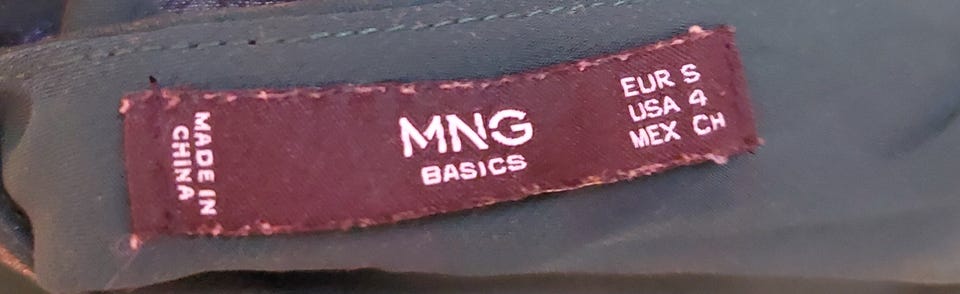 MADE IN
CHINA
MNG
BASICS
EUR S
USA 4
MEX CH